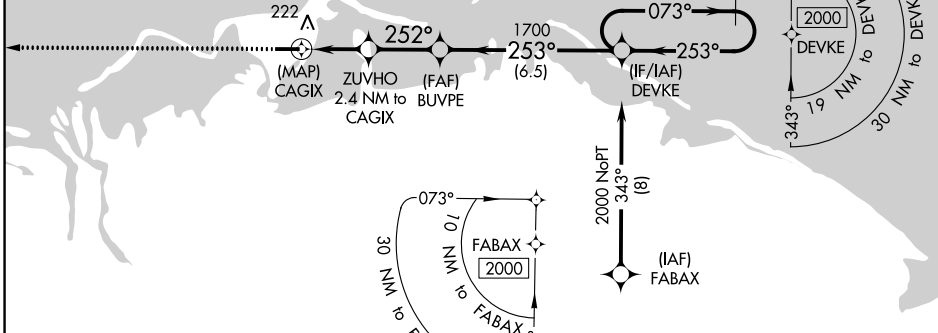 222
073°
2000
DEVKE
19 NM to DEVKE
30 NM to DEVKE
343°
252°
1700
253°
(6.5)
253°
(MAP)
CAGIX
ZUVHO
2.4 NM to
CAGIX
(FAF)
BUVPE
(IF/IAF)
DEVKE
2000 NoPT
343°
(8)
073°
FABAX
2000
10 NM to FABAX
30 NM to
(IAF)
FABAX